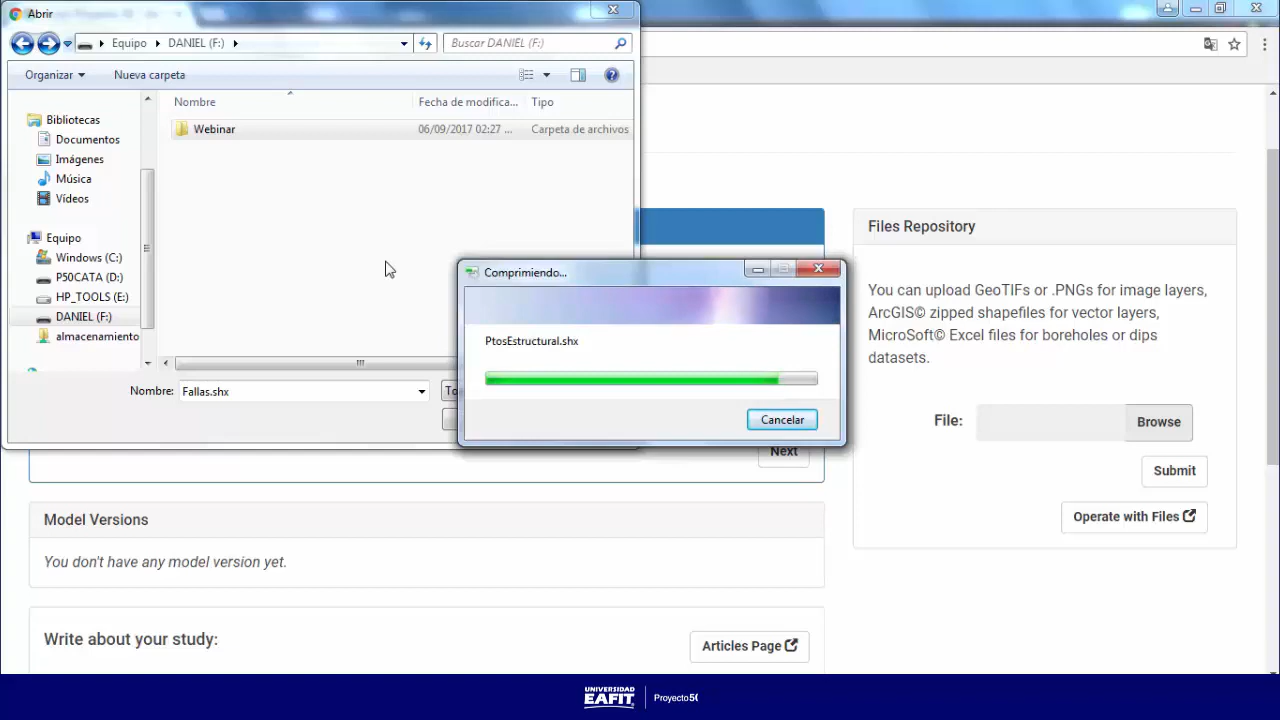 Abrir
Equipo
DANIEL (F:)
Buscar DANIEL (F:)
Organizar
Nueva carpeta
Nombre
Fecha de modifica...
Tipo
Bibliotecas
Documentos
Imágenes
Música
Vídeos
Equipo
Windows (C:)
P50CATA (D:)
HP_TOOLS (E:)
DANIEL (F:)
almacenamiento
Webinar
06/09/2017 02:27 ...
Carpeta de archivos
Nombre:
Fallas.shx
To
Comprimiendo...
PtosEstructural.shx
Cancelar
Next
Files Repository
You can upload GeoTIFs or .PNGs for image layers,
ArcGIS© zipped shapefiles for vector layers,
MicroSoft© Excel files for boreholes or dips
datasets.
File:
Browse
Submit
Operate with Files
Model Versions
You don't have any model version yet.
Write about your study:
Articles Page
UNIVERSIDAD
EAFIT
Proyecto50